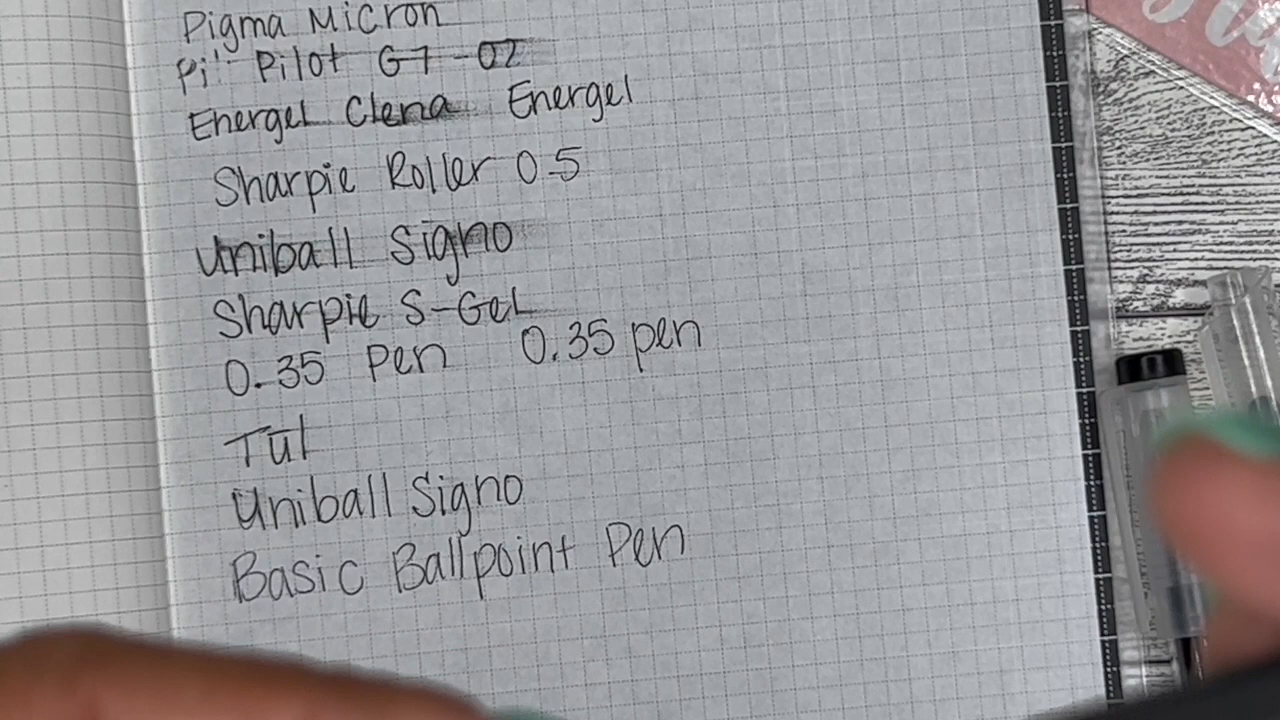 Pigma Micron
Pi Pilot G7-02
Energel Clena Energel
Sharpie Roller 0.5
Uniball Signo
Sharpie S-Gel
0.35 Pen 0.35 pen
Tul
Uniball Signo
Basic Ballpoint Pen